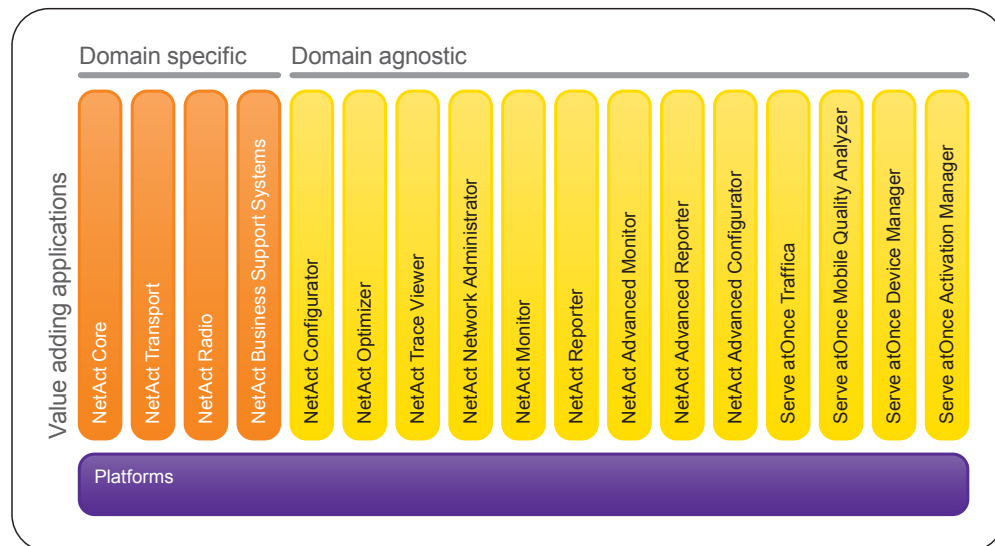 Domain specific
Domain agnostic
Value adding applications
NetAct Core
NetAct Transport
NetAct Radio
NetAct Business Support Systems
NetAct Configurator
NetAct Optimizer
NetAct Trace Viewer
NetAct Network Administrator
NetAct Monitor
NetAct Reporter
NetAct Advanced Monitor
NetAct Advanced Reporter
NetAct Advanced Configurator
Serve atOnce Traffica
Serve atOnce Mobile Quality Analyzer
Serve atOnce Device Manager
Serve atOnce Activation Manager
Platforms